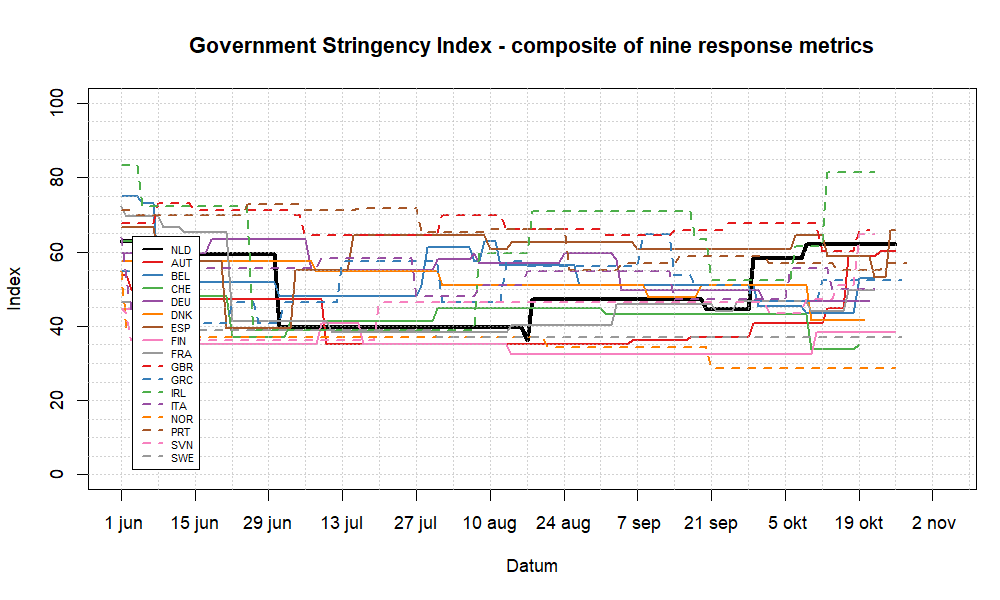 Government Stringency Index - composite of nine response metrics
Index
100
80
60
40
20
0
NLD
AUT
BEL
CHE
DEU
DNK
ESP
FIN
FRA
GBR
GRC
IRL
ITA
NOR
PRT
SVN
SWE
1 jun 15 jun 29 jun 13 jul 27 jul 10 aug 24 aug 7 sep 21 sep 5 okt 19 okt 2 nov
Datum